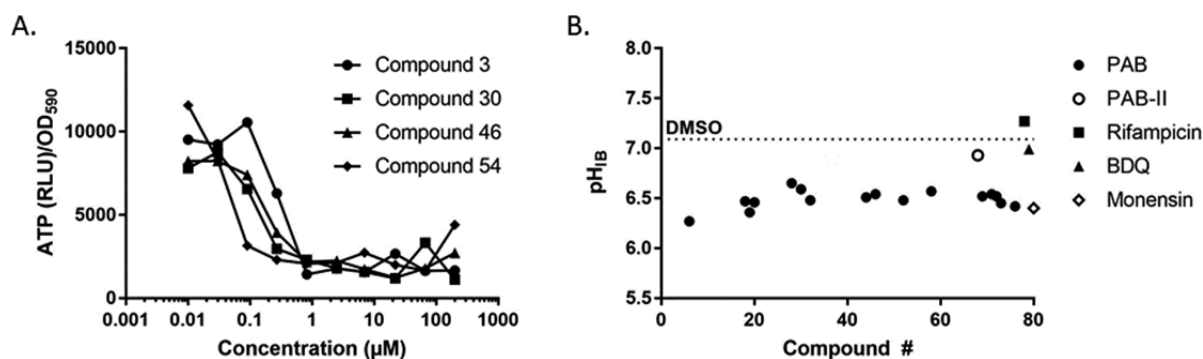 A.
15000
10000
5000
0
ATP (RLU)/OD590
0.001 0.01 0.1 1 10 100 1000
Concentration (µM)
Compound 3
Compound 30
Compound 46
Compound 54
B.
8.0
7.5
7.0
6.5
6.0
5.5
pHIB
DMSO
0 20 40 60 80
Compound #
PAB
PAB-II
Rifampicin
BDQ
Monensin